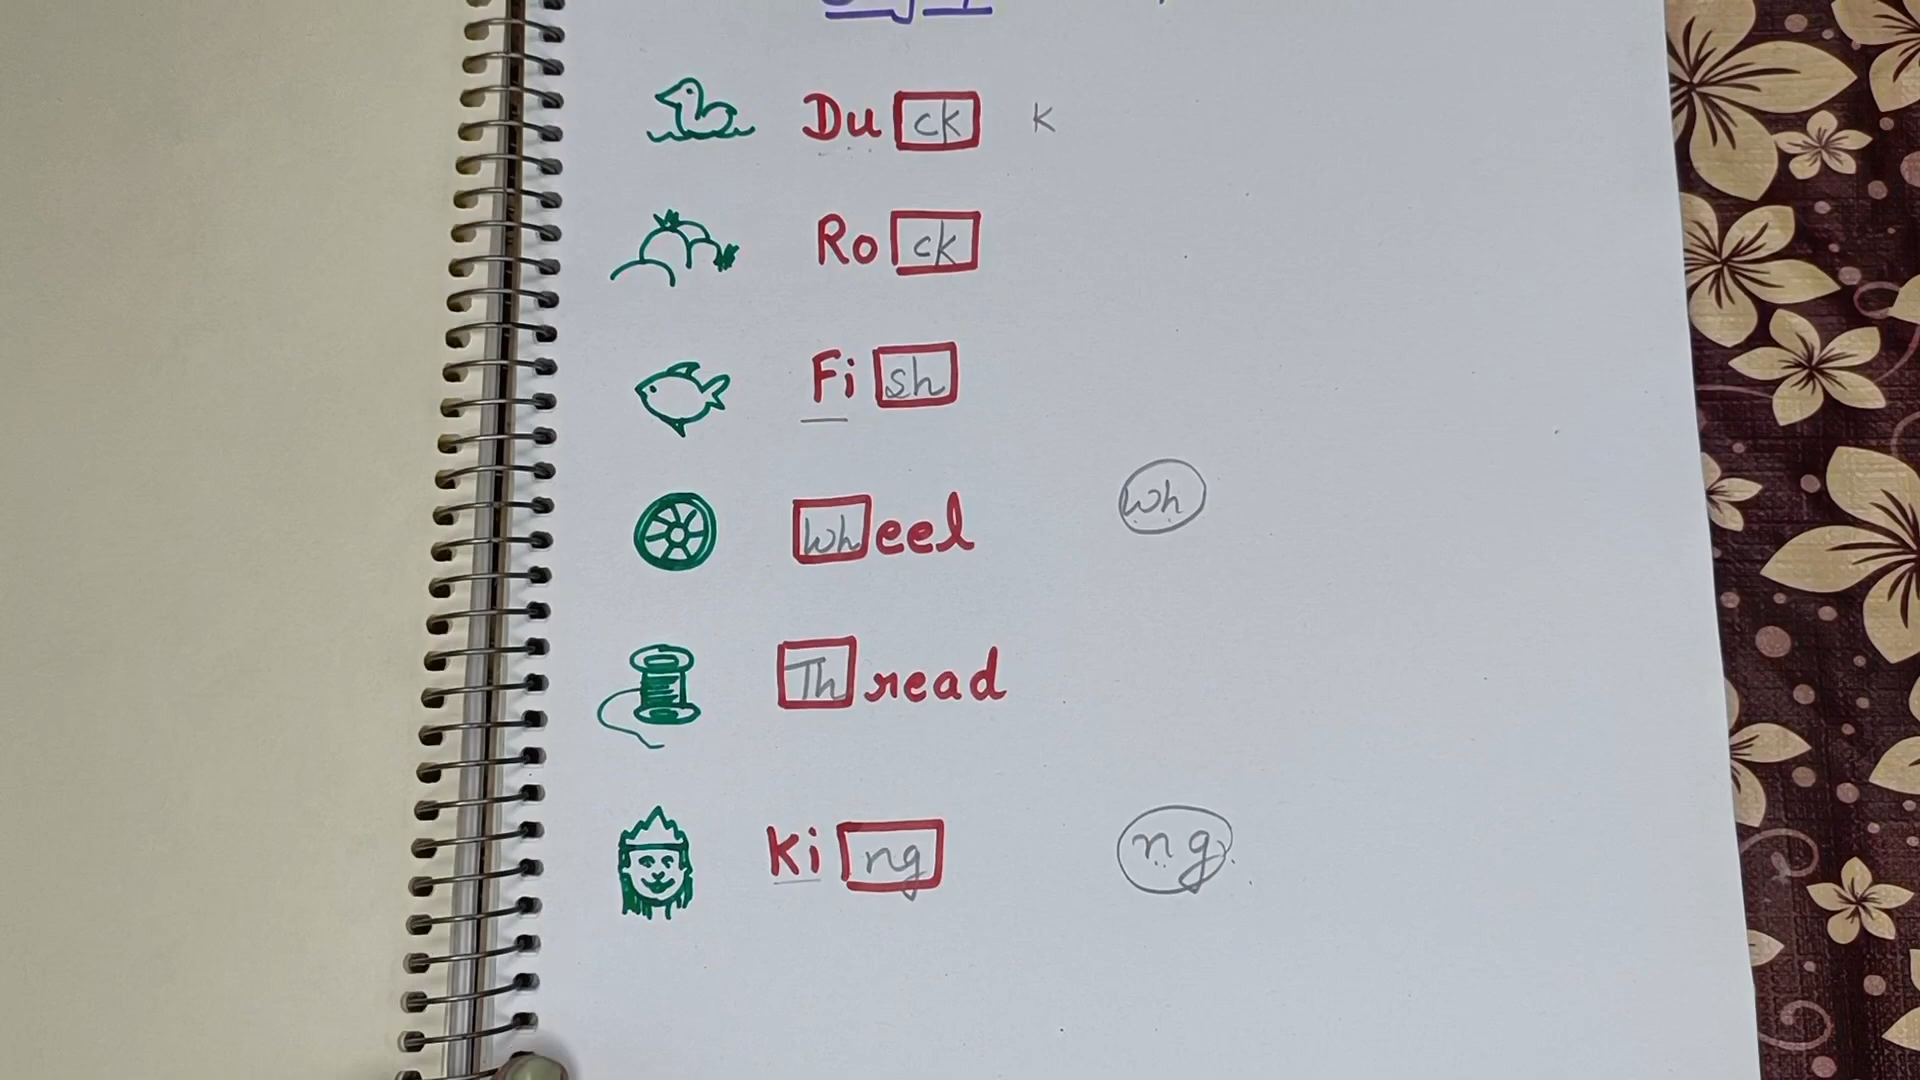 Duck K
Rock
Fish
Wheel wh
Thread
King ng